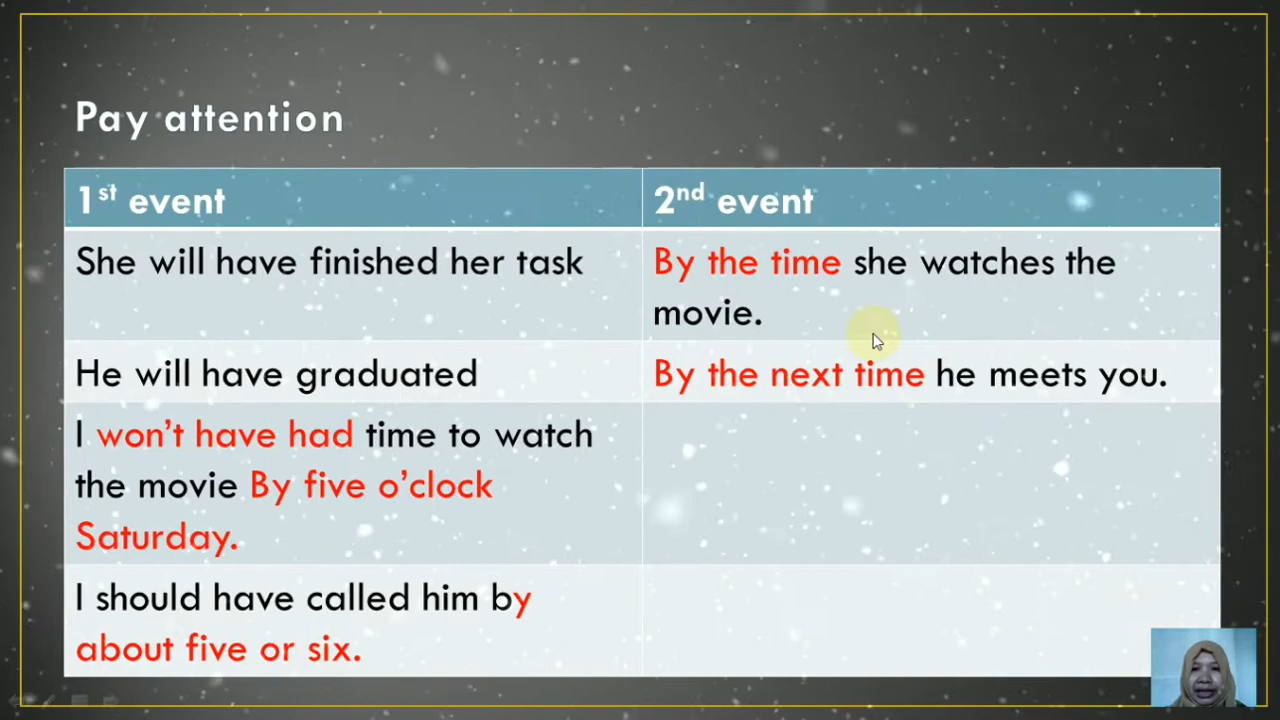 Pay attention
1st event
2nd event
She will have finished her task
By the time she watches the
movie.
He will have graduated
By the next time he meets you.
I won't have had time to watch
the movie By five o'clock
Saturday.
I should have called him by
about five or six.